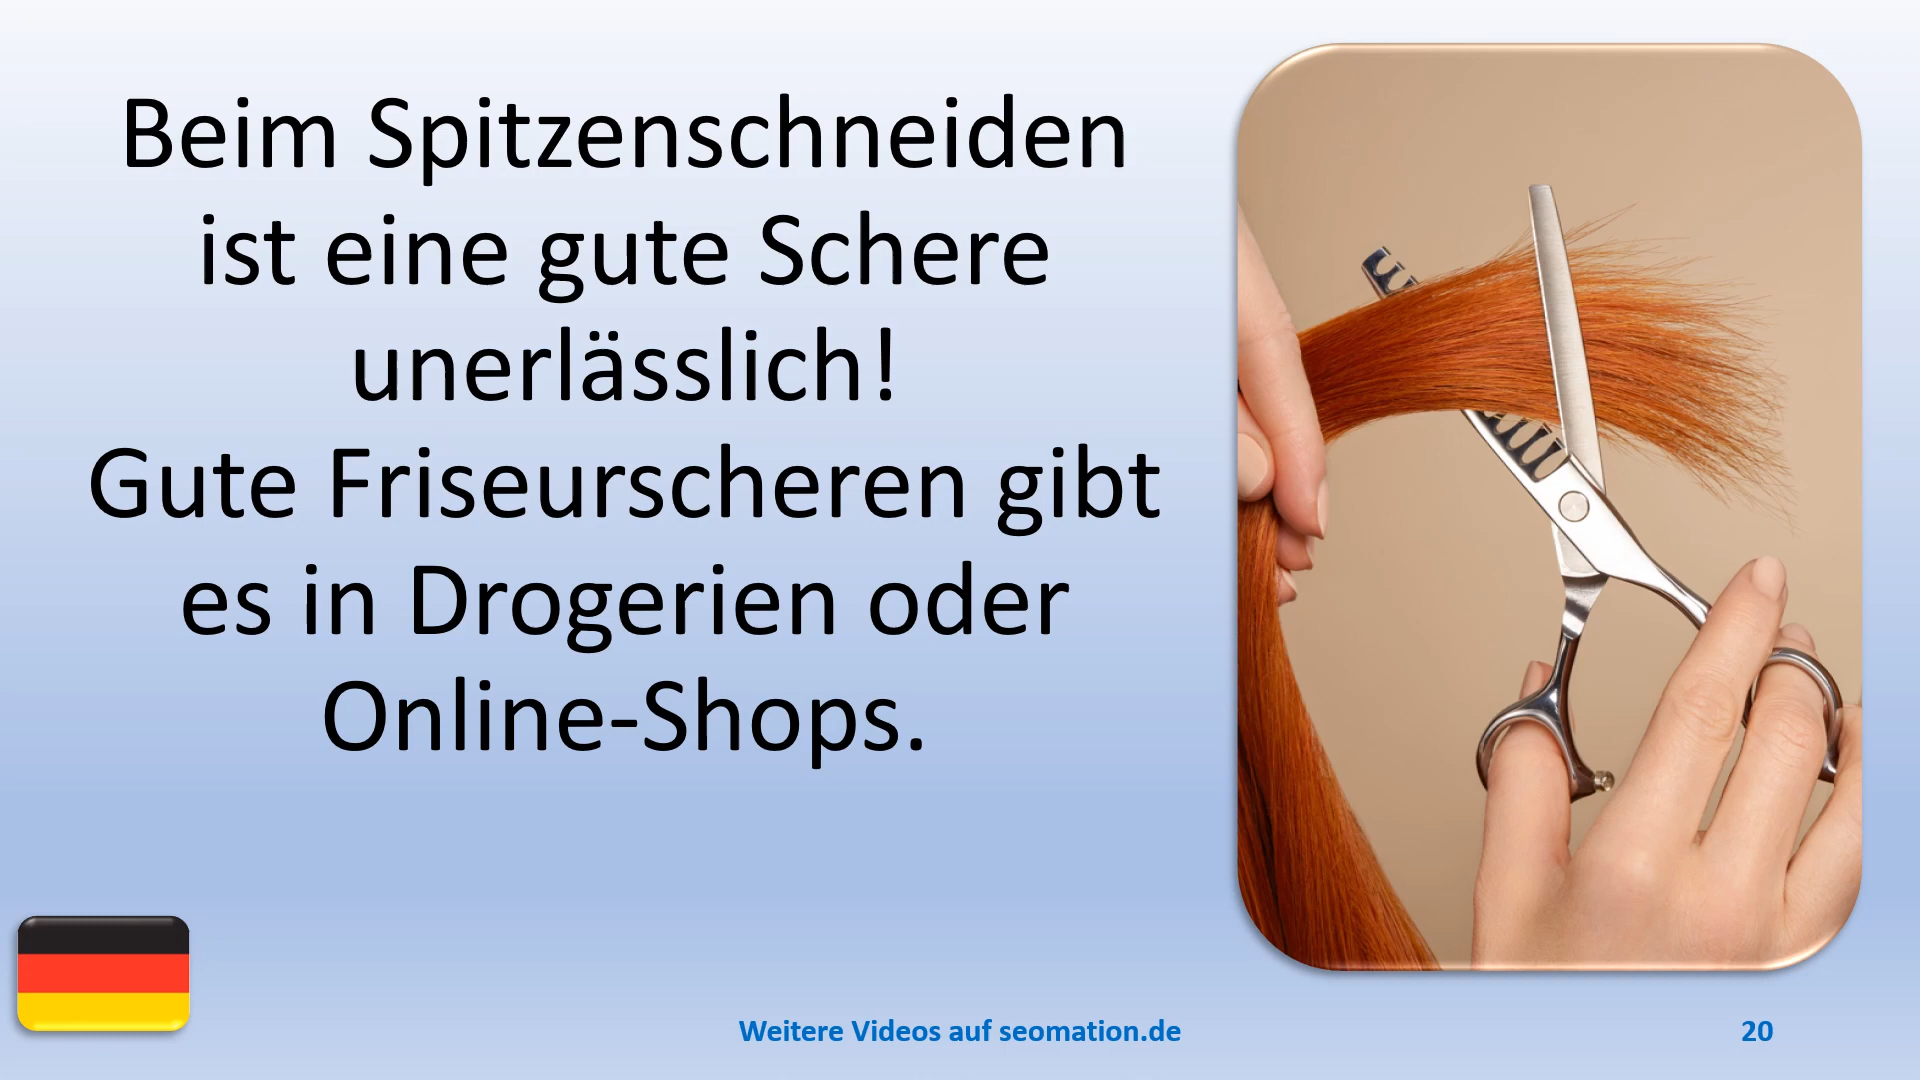 Beim Spitzenschneiden
ist eine gute Schere
unerlässlich!
Gute Friseurscheren gibt
es in Drogerien oder
Online-Shops.
Weitere Videos auf seomation.de
20